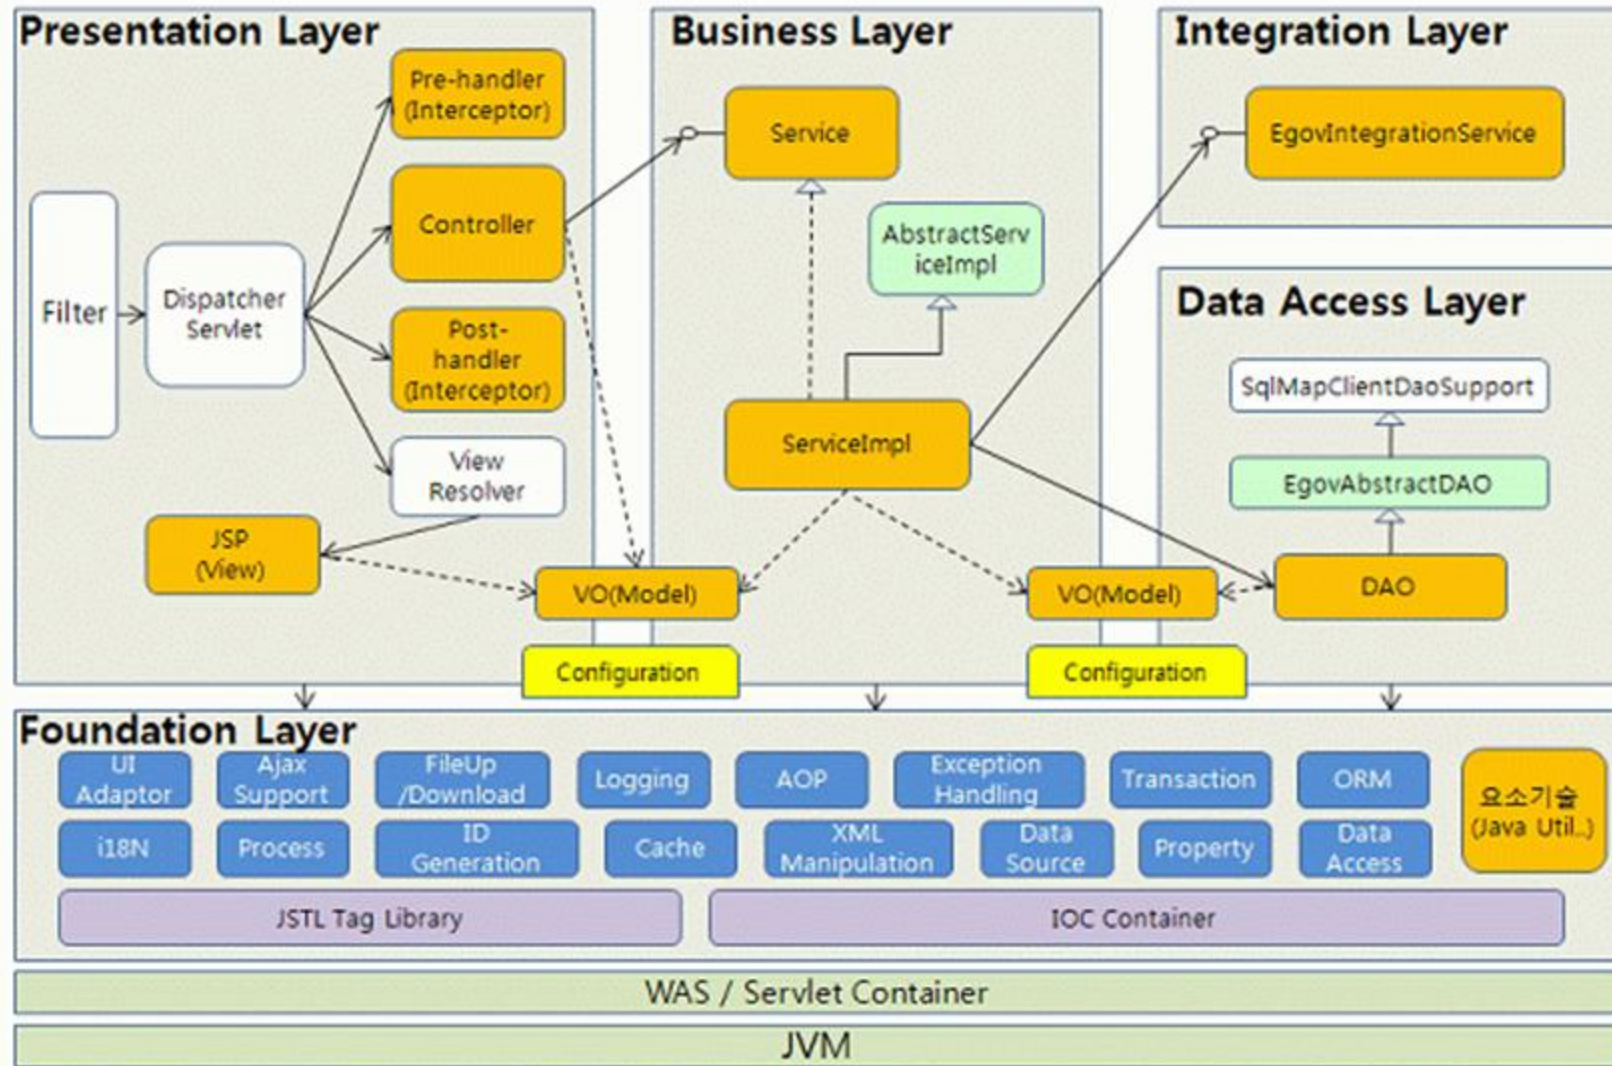 Presentation Layer
Pre-handler
(Interceptor)
Controller
Filter
Dispatcher
Servlet
Post-
handler
(Interceptor)
View
Resolver
JSP
(View)
VO(Model)
Configuration
Business Layer
Service
AbstractServ
iceImpl
ServiceImpl
VO(Model)
Configuration
Integration Layer
EgovIntegrationService
Data Access Layer
SqlMapClientDaoSupport
EgovAbstractDAO
DAO
Foundation Layer
UI
Adaptor
Ajax
Support
FileUp
/Download
Logging
AOP
Exception
Handling
Transaction
ORM
요소기술
(Java Util..)
i18N
Process
ID
Generation
Cache
XML
Manipulation
Data
Source
Property
Data
Access
JSTL Tag Library
IOC Container
WAS / Servlet Container
JVM